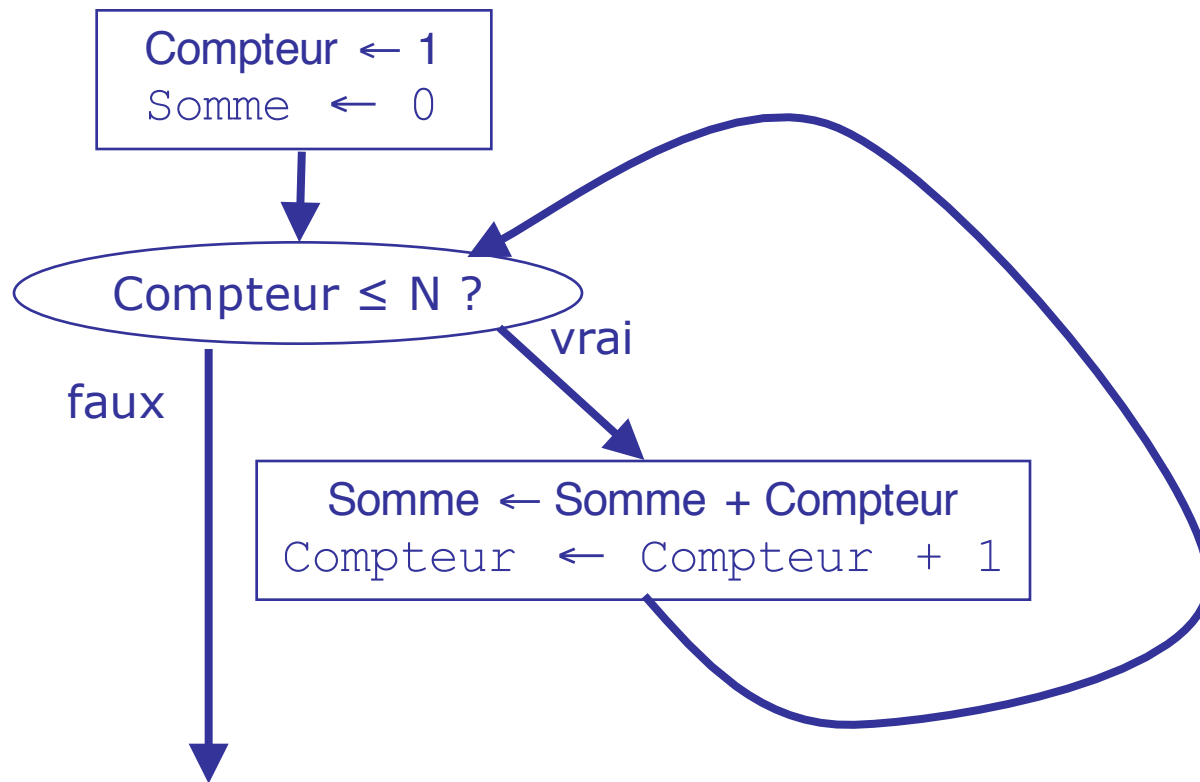 Compteur ← 1
Somme ← 0
Compteur ≤ N ?
vrai
faux
Somme ← Somme + Compteur
Compteur ← Compteur + 1